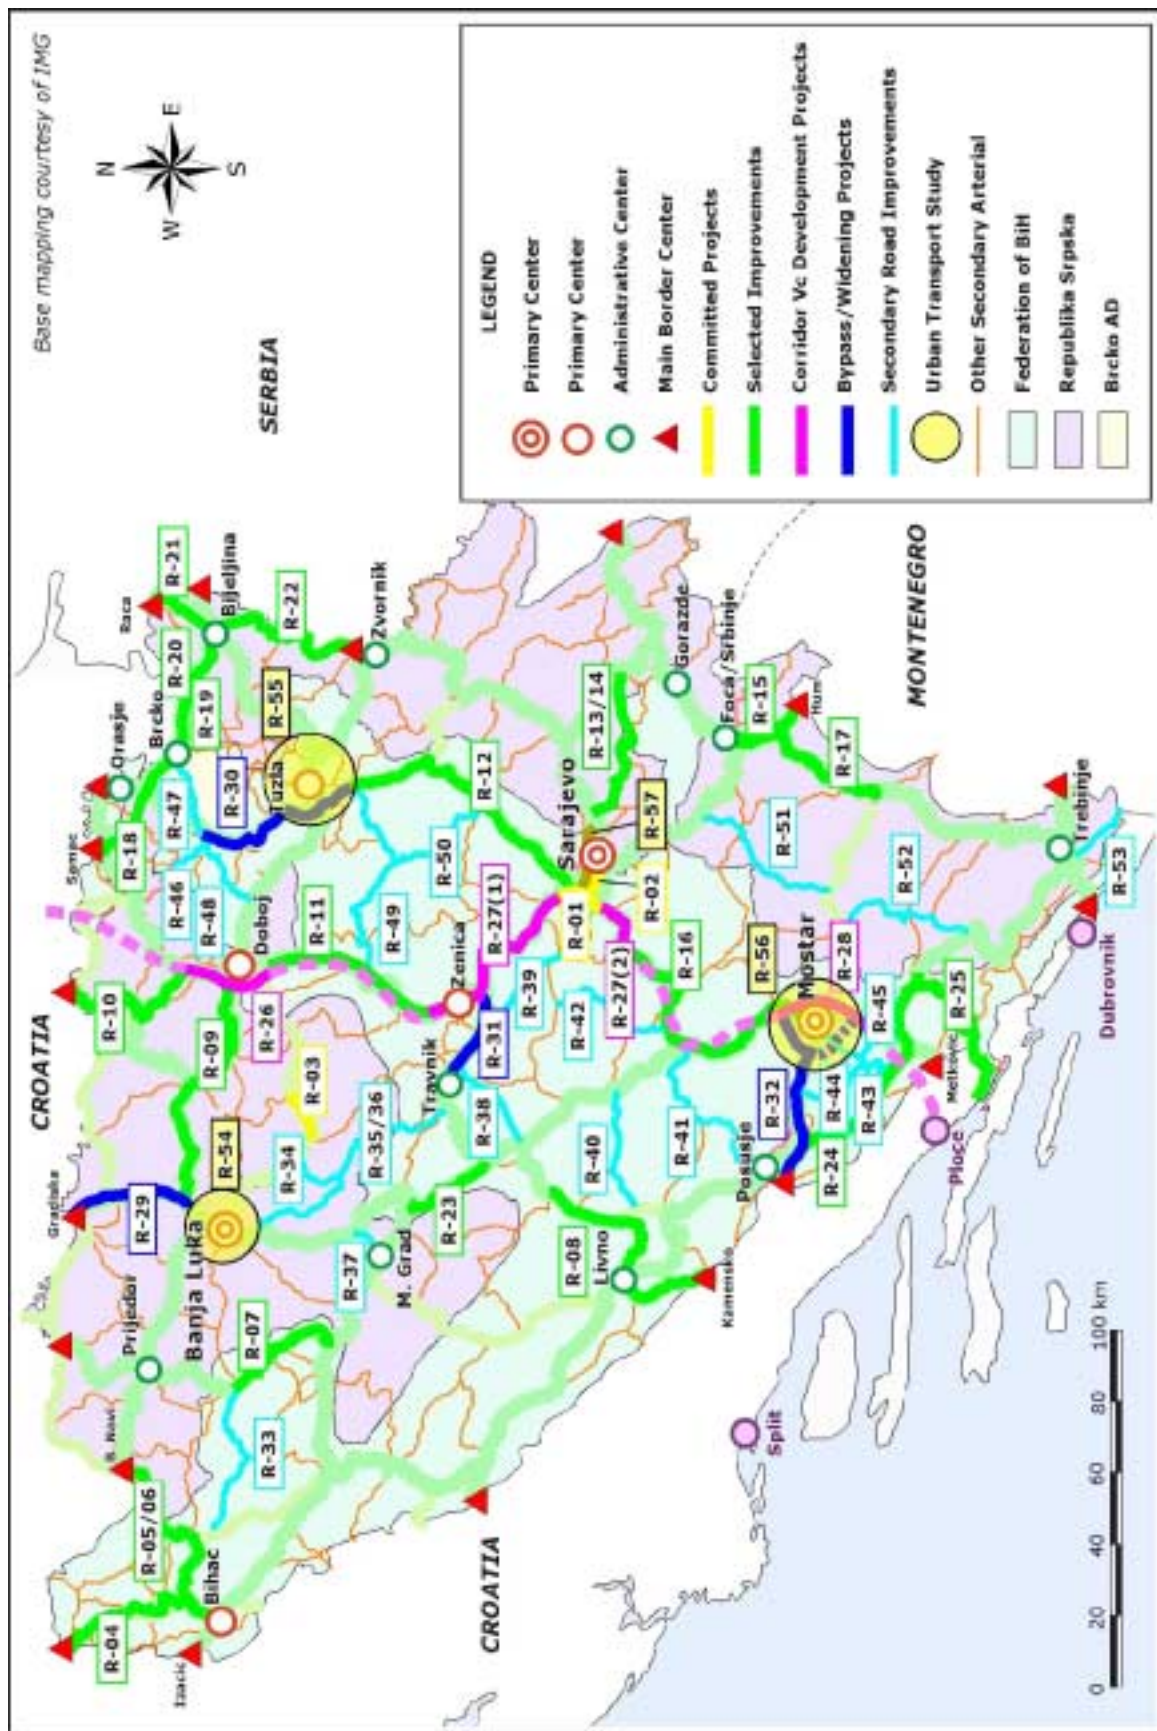 Base mapping courtesy of IMG
N
W
E
S
SERBIA
CROATIA
CROATIA
MONTENEGRO
LEGEND
Primary Center
Primary Center
Administrative Center
Main Border Center
Committed Projects
Selected Improvements
Corridor Vc Development Projects
Bypass/Widening Projects
Secondary Road Improvements
Urban Transport Study
Other Secondary Arterial
Federation of BiH
Republika Srpska
Brcko AD
R-04
Izacic
Bihac
R-05/06
B. Novi
Prijedor
R-33
R-07
Gradiska
R-29
Banja Luka
R-54
R-37
M. Grad
R-34
R-35/36
R-03
R-09
R-10
R-26
Doboj
R-11
R-48
R-46
R-47
Samac
R-18
Orasje
Brcko
R-19
R-20
Raca
R-21
Bijeljina
R-22
Zvornik
R-30
Tuzla
R-55
R-12
R-50
R-49
Zenica
R-27(1)
Travnik
R-31
R-38
R-23
R-39
R-01
R-02
Sarajevo
R-57
R-13/14
Gorazde
Foca/Srbinje
R-15
Hum
R-17
R-51
R-52
R-16
R-27(2)
R-42
R-40
R-41
R-08
Livno
Kamensko
Posusje
R-32
R-24
R-44
R-43
R-45
R-56
Mostar
R-28
R-25
Metkovic
Ploce
Trebinje
R-53
Dubrovnik
Split
0
20
40
60
80
100 km